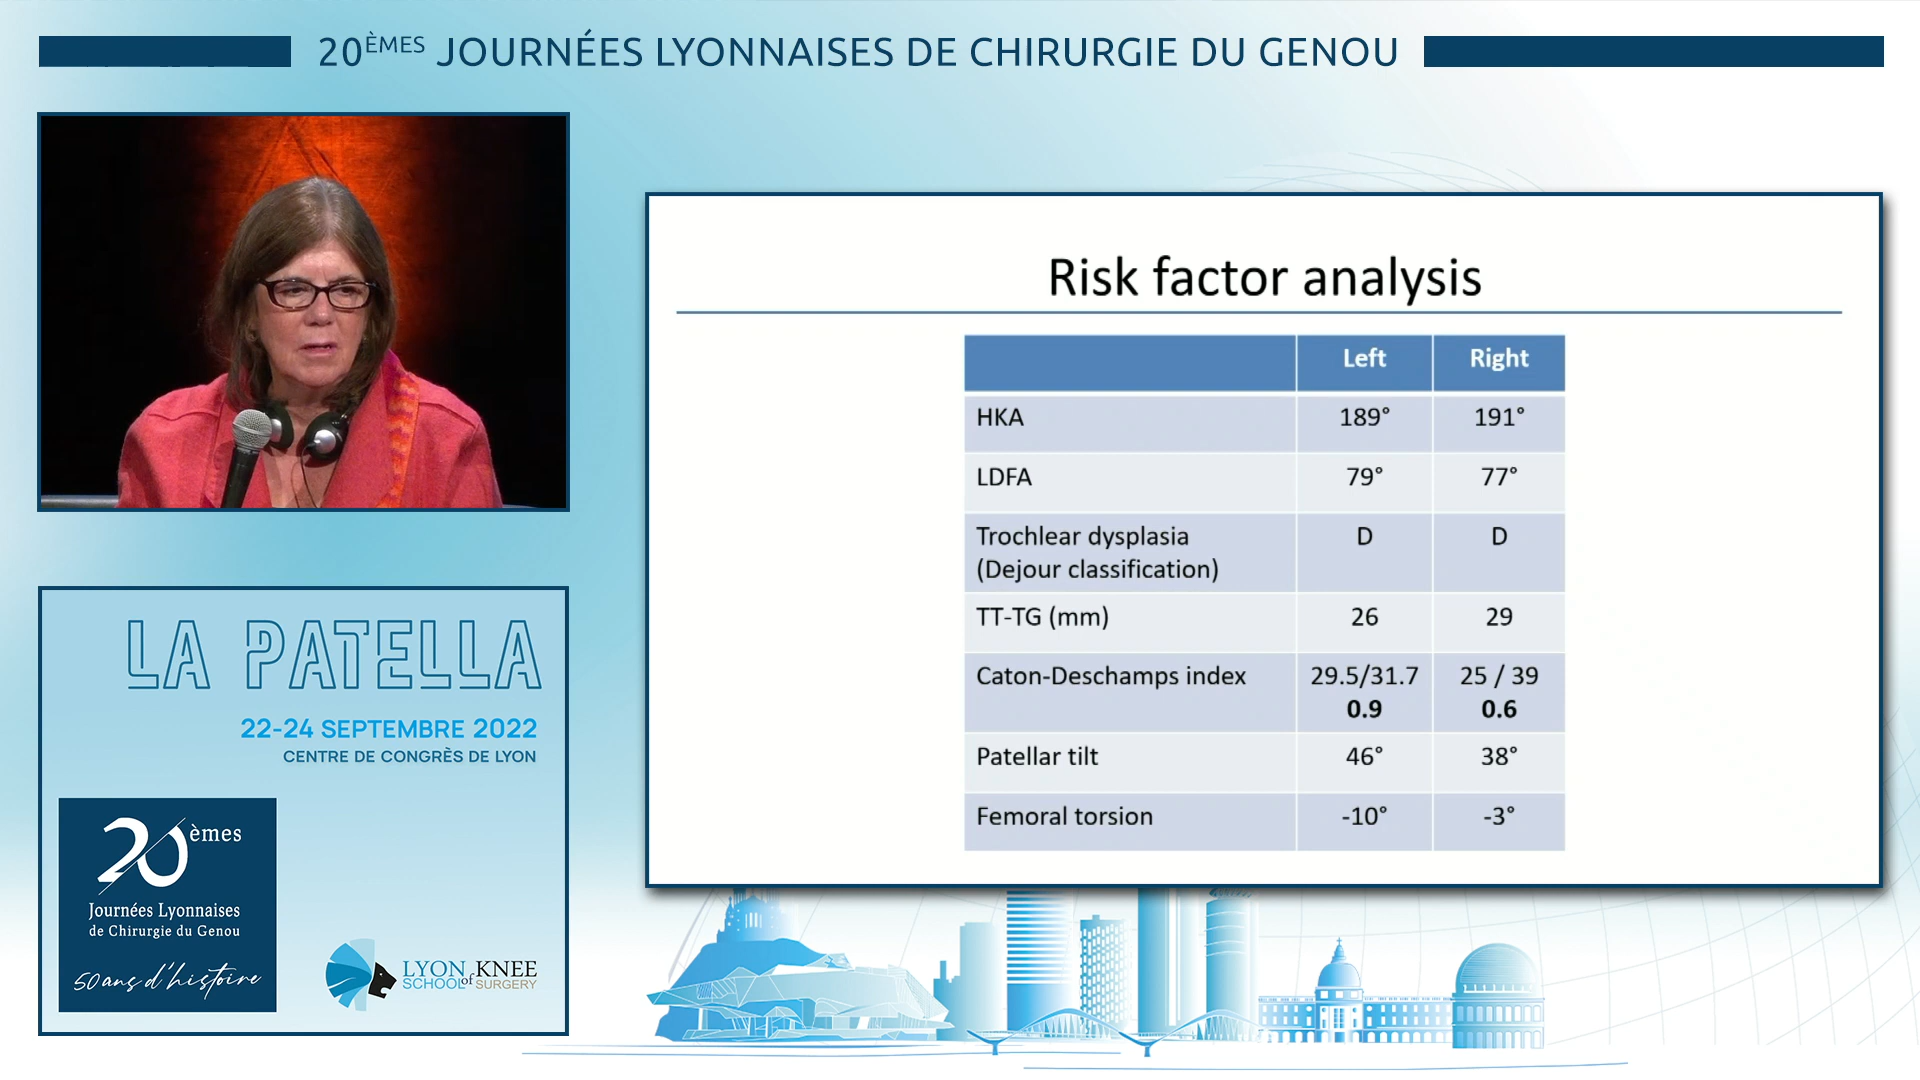 20ÈMES JOURNÉES LYONNAISES DE CHIRURGIE DU GENOU
Risk factor analysis
Left Right
HKA 189° 191°
LDFA 79° 77°
Trochlear dysplasia D D
(Dejour classification)
TT-TG (mm) 26 29
Caton-Deschamps index 29.5/31.7 25 / 39
0.9 0.6
Patellar tilt 46° 38°
Femoral torsion -10° -3°
LA PATELLA
22-24 SEPTEMBRE 2022
CENTRE DE CONGRÈS DE LYON
20èmes
Journées Lyonnaises
de Chirurgie du Genou
50 ans d'histoire
LYON KNEE
SCHOOL of SURGERY